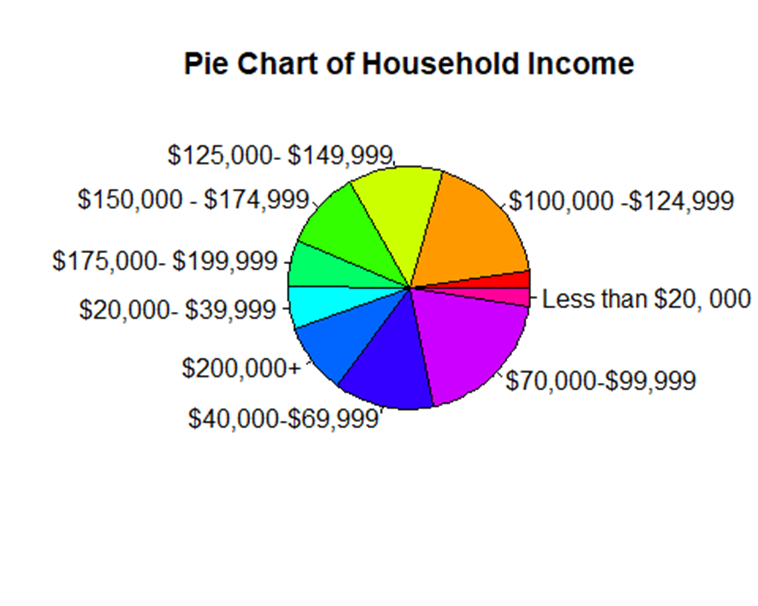 Pie Chart of Household Income
$125,000- $149,999
$150,000 - $174,999
$100,000 -$124,999
$175,000- $199,999
Less than $20, 000
$20,000- $39,999
$200,000+
$70,000-$99,999
$40,000-$69,999